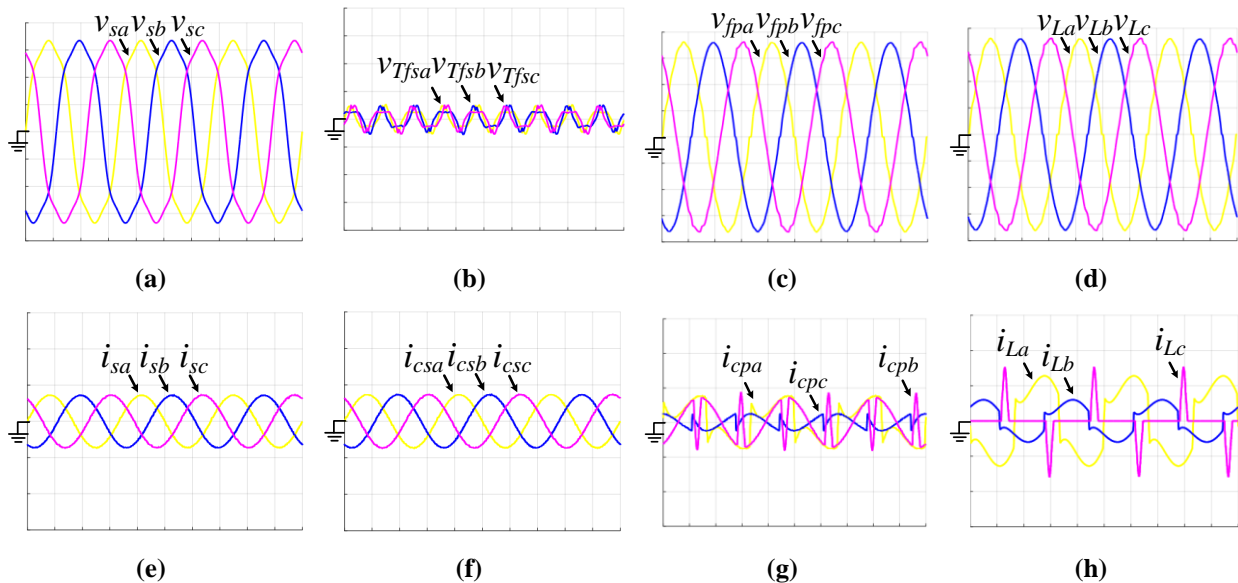 v_sa v_sb v_sc
v_Tfsa v_Tfsb v_Tfsc
v_fpa v_fpb v_fpc
v_La v_Lb v_Lc
(a)
(b)
(c)
(d)
i_sa i_sb i_sc
i_csa i_csb i_csc
i_cpa i_cpc i_cpb
i_La i_Lb i_Lc
(e)
(f)
(g)
(h)